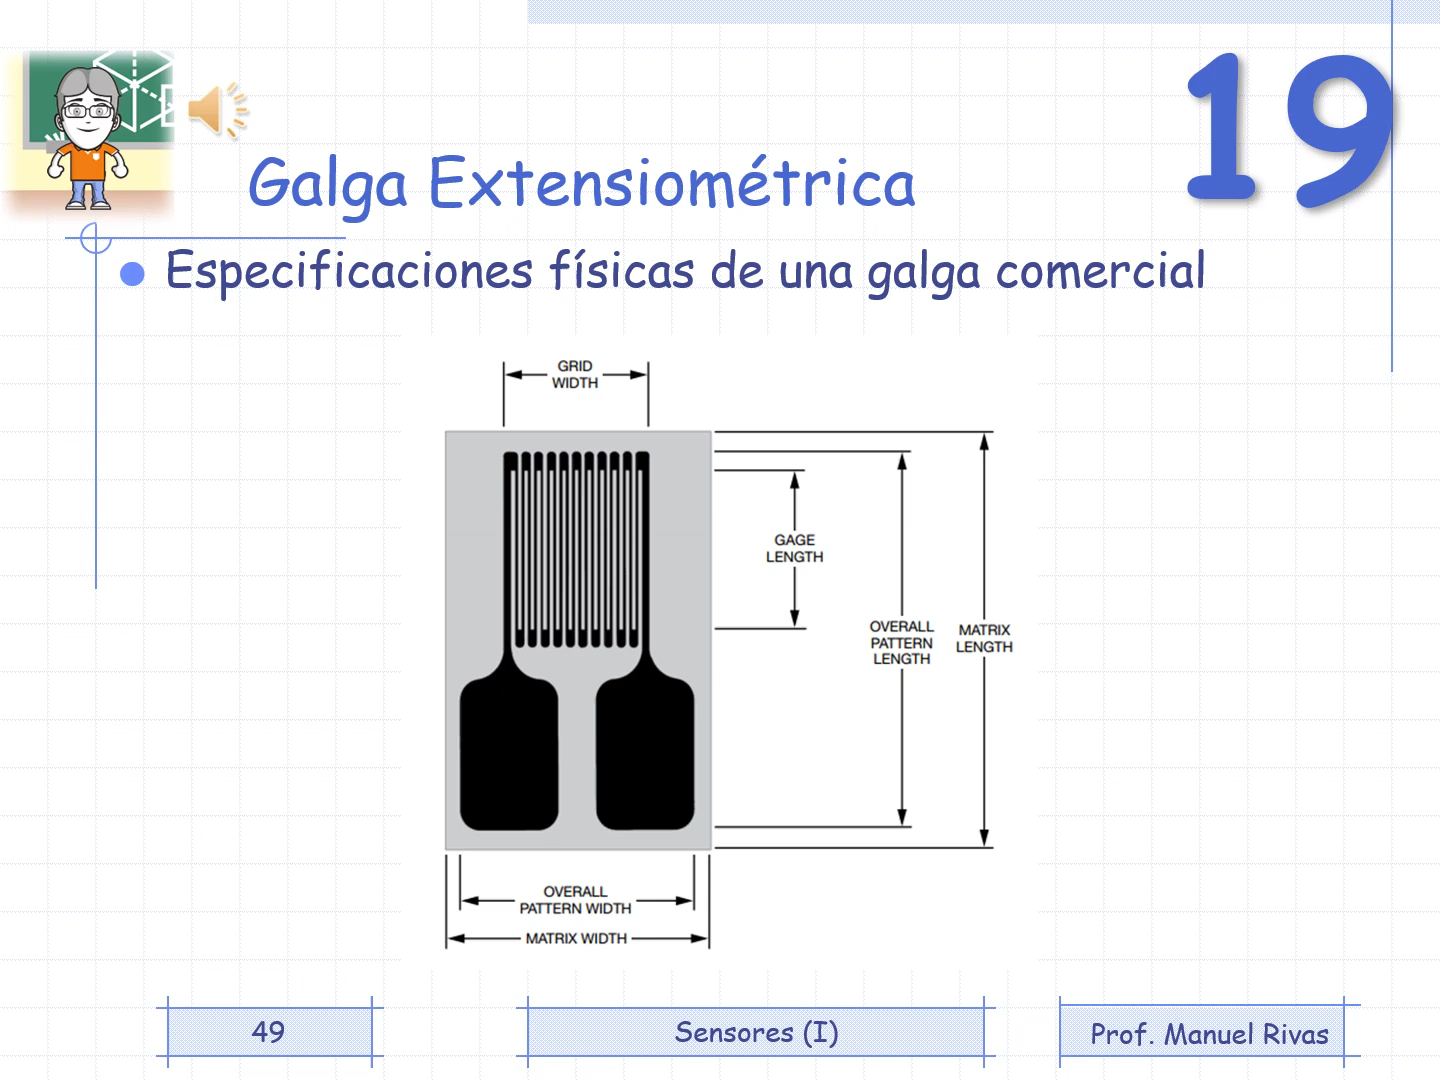 19
Galga Extensiométrica
Especificaciones físicas de una galga comercial
GRID
WIDTH
GAGE
LENGTH
OVERALL
PATTERN
LENGTH
MATRIX
LENGTH
OVERALL
PATTERN WIDTH
MATRIX WIDTH
49
Sensores (I)
Prof. Manuel Rivas